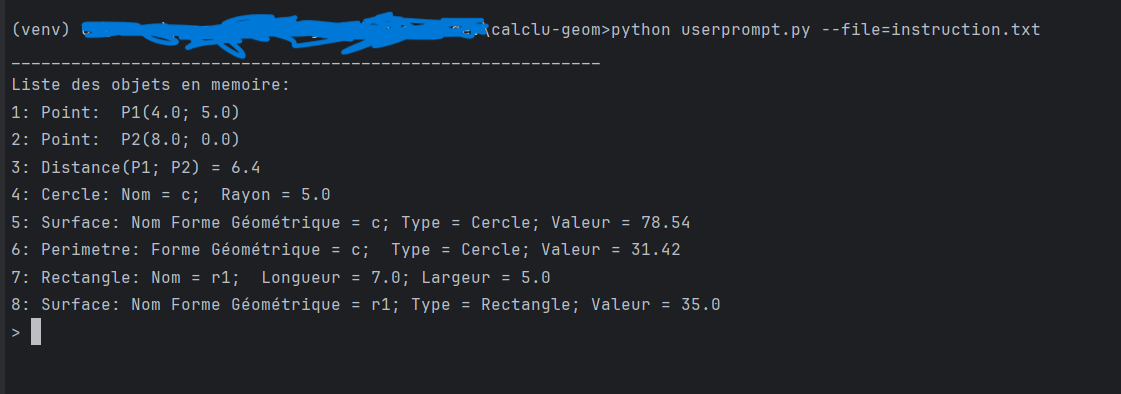 (venv) \calclu-geom>python userprompt.py --file=instruction.txt
___________________________________________________________
Liste des objets en memoire:
1: Point:  P1(4.0; 5.0)
2: Point:  P2(8.0; 0.0)
3: Distance(P1; P2) = 6.4
4: Cercle: Nom = c;  Rayon = 5.0
5: Surface: Nom Forme Géométrique = c; Type = Cercle; Valeur = 78.54
6: Perimetre: Forme Géométrique = c;  Type = Cercle; Valeur = 31.42
7: Rectangle: Nom = r1;  Longueur = 7.0; Largeur = 5.0
8: Surface: Nom Forme Géométrique = r1; Type = Rectangle; Valeur = 35.0
>